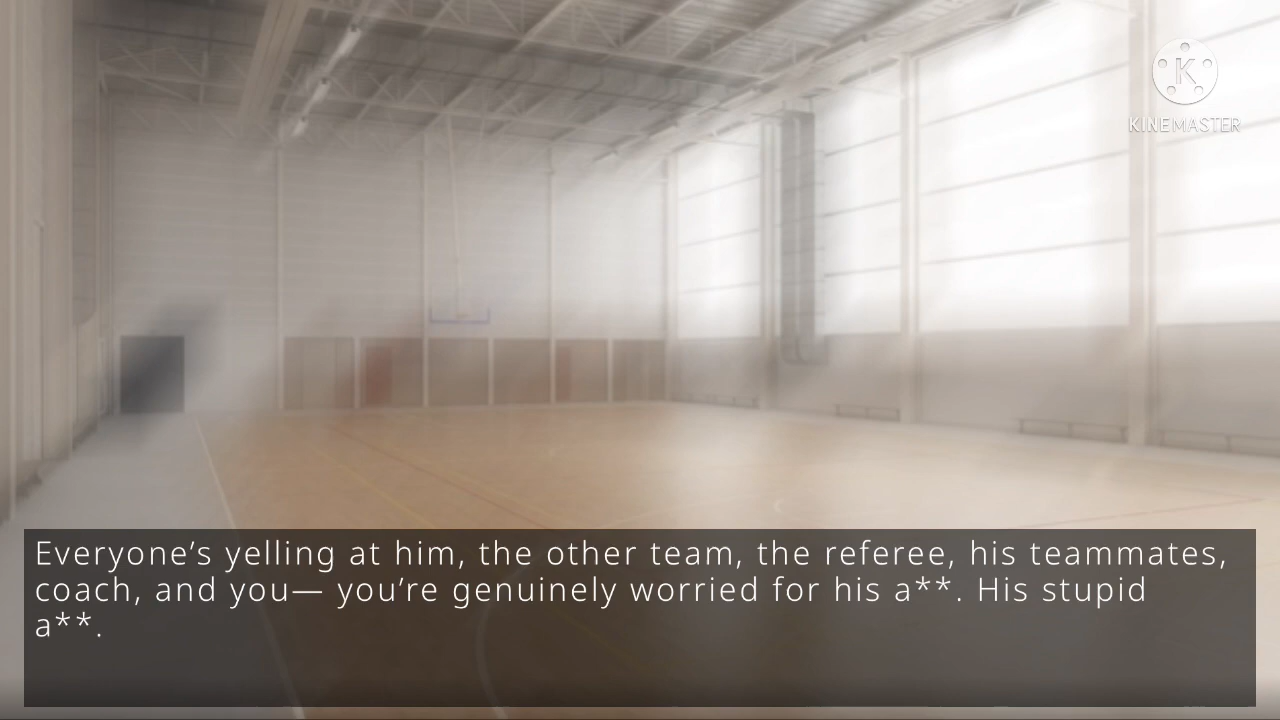 KINEMASTER
Everyone’s yelling at him, the other team, the referee, his teammates,
coach, and you— you’re genuinely worried for his a**. His stupid
a**.